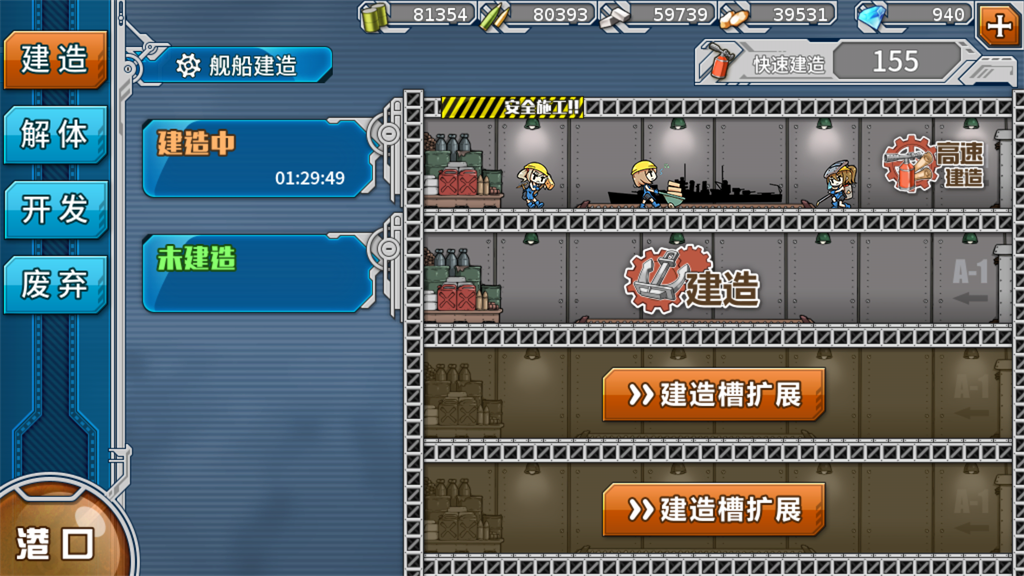 81354
80393
59739
39531
940
建造
舰船建造
快速建造
155
解体
开发
废弃
港口
建造中
01:29:49
未建造
安全施工!!
高速
建造
建造
A-1
建造槽扩展
A-1
建造槽扩展
A-1